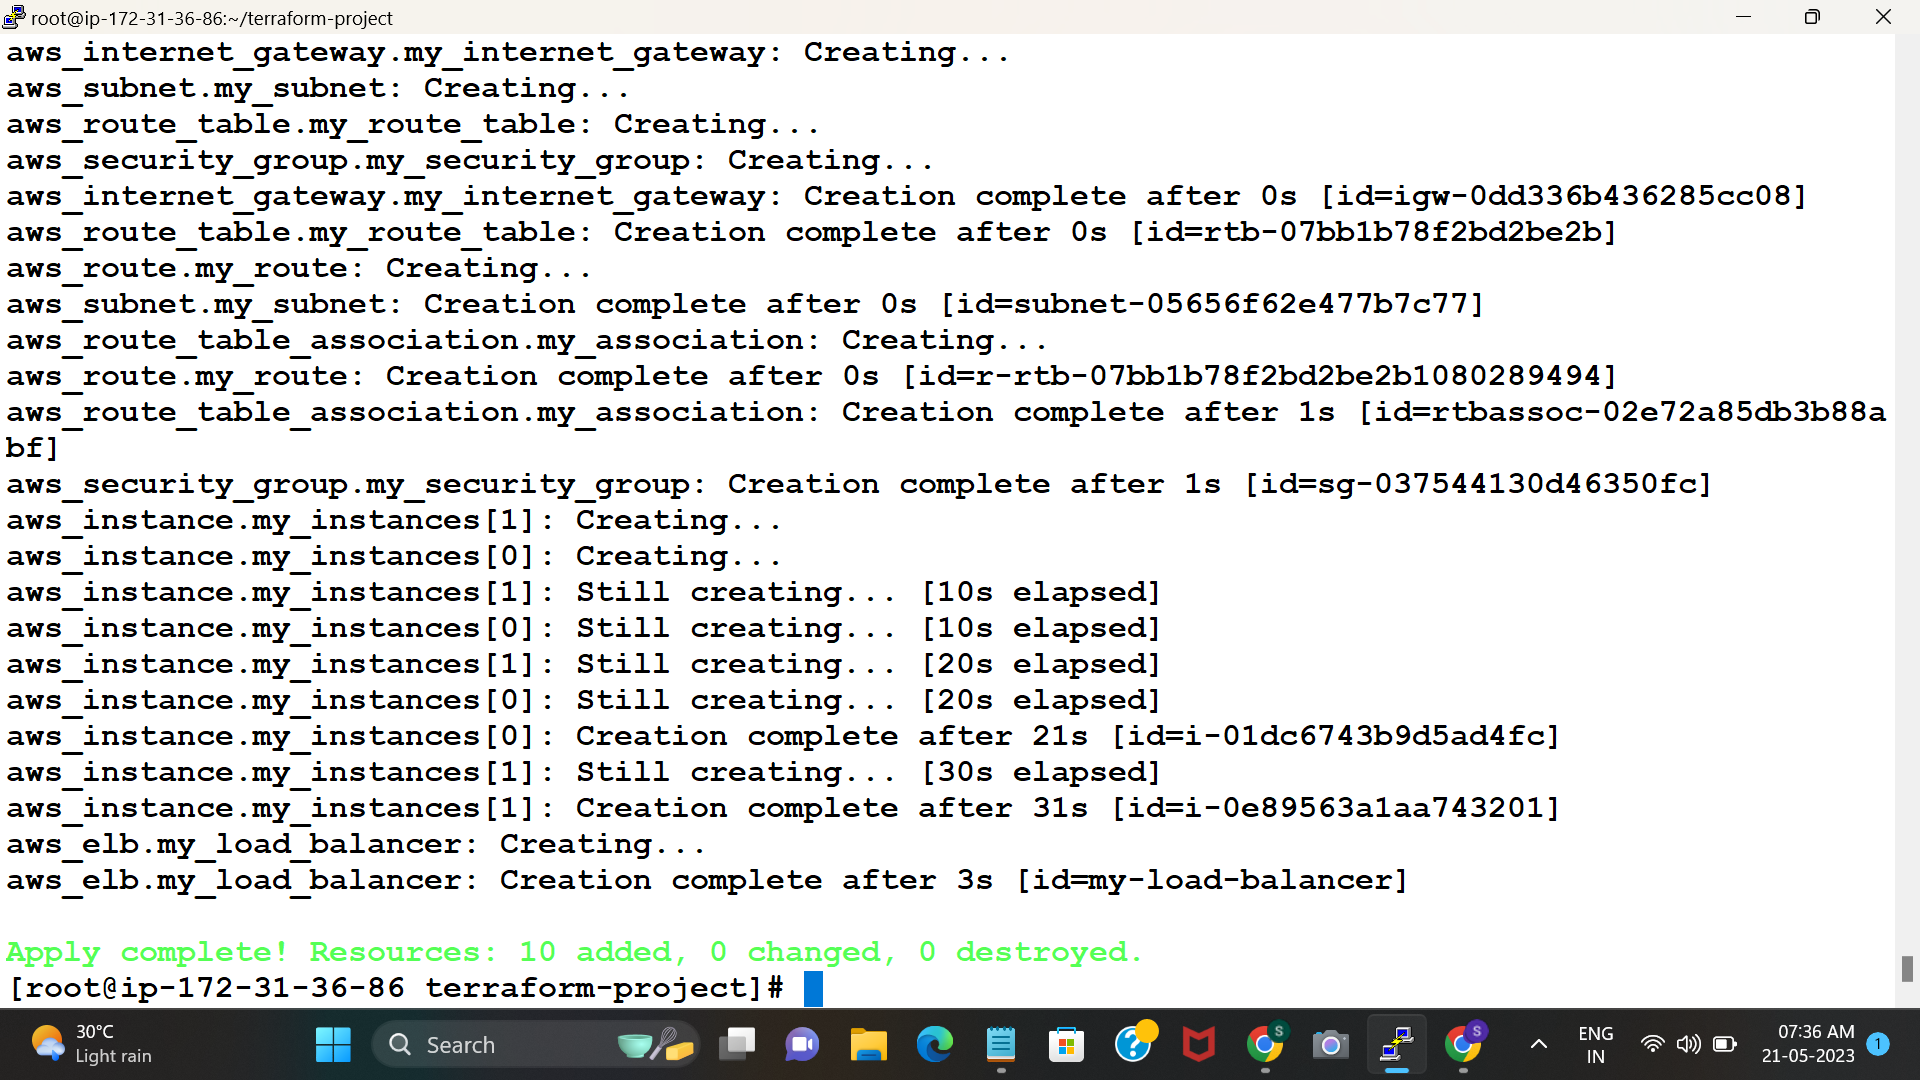 root@ip-172-31-36-86:~/terraform-project
aws_internet_gateway.my_internet_gateway: Creating...
aws_subnet.my_subnet: Creating...
aws_route_table.my_route_table: Creating...
aws_security_group.my_security_group: Creating...
aws_internet_gateway.my_internet_gateway: Creation complete after 0s [id=igw-0dd336b436285cc08]
aws_route_table.my_route_table: Creation complete after 0s [id=rtb-07bb1b78f2bd2be2b]
aws_route.my_route: Creating...
aws_subnet.my_subnet: Creation complete after 0s [id=subnet-05656f62e477b7c77]
aws_route_table_association.my_association: Creating...
aws_route.my_route: Creation complete after 0s [id=r-rtb-07bb1b78f2bd2be2b1080289494]
aws_route_table_association.my_association: Creation complete after 1s [id=rtbassoc-02e72a85db3b88a
bf]
aws_security_group.my_security_group: Creation complete after 1s [id=sg-037544130d46350fc]
aws_instance.my_instances[1]: Creating...
aws_instance.my_instances[0]: Creating...
aws_instance.my_instances[1]: Still creating... [10s elapsed]
aws_instance.my_instances[0]: Still creating... [10s elapsed]
aws_instance.my_instances[1]: Still creating... [20s elapsed]
aws_instance.my_instances[0]: Still creating... [20s elapsed]
aws_instance.my_instances[0]: Creation complete after 21s [id=i-01dc6743b9d5ad4fc]
aws_instance.my_instances[1]: Still creating... [30s elapsed]
aws_instance.my_instances[1]: Creation complete after 31s [id=i-0e89563a1aa743201]
aws_elb.my_load_balancer: Creating...
aws_elb.my_load_balancer: Creation complete after 3s [id=my-load-balancer]
Apply complete! Resources: 10 added, 0 changed, 0 destroyed.
[root@ip-172-31-36-86 terraform-project]#
30°C
Light rain
Search
S
S
ENG
IN
07:36 AM
21-05-2023
1